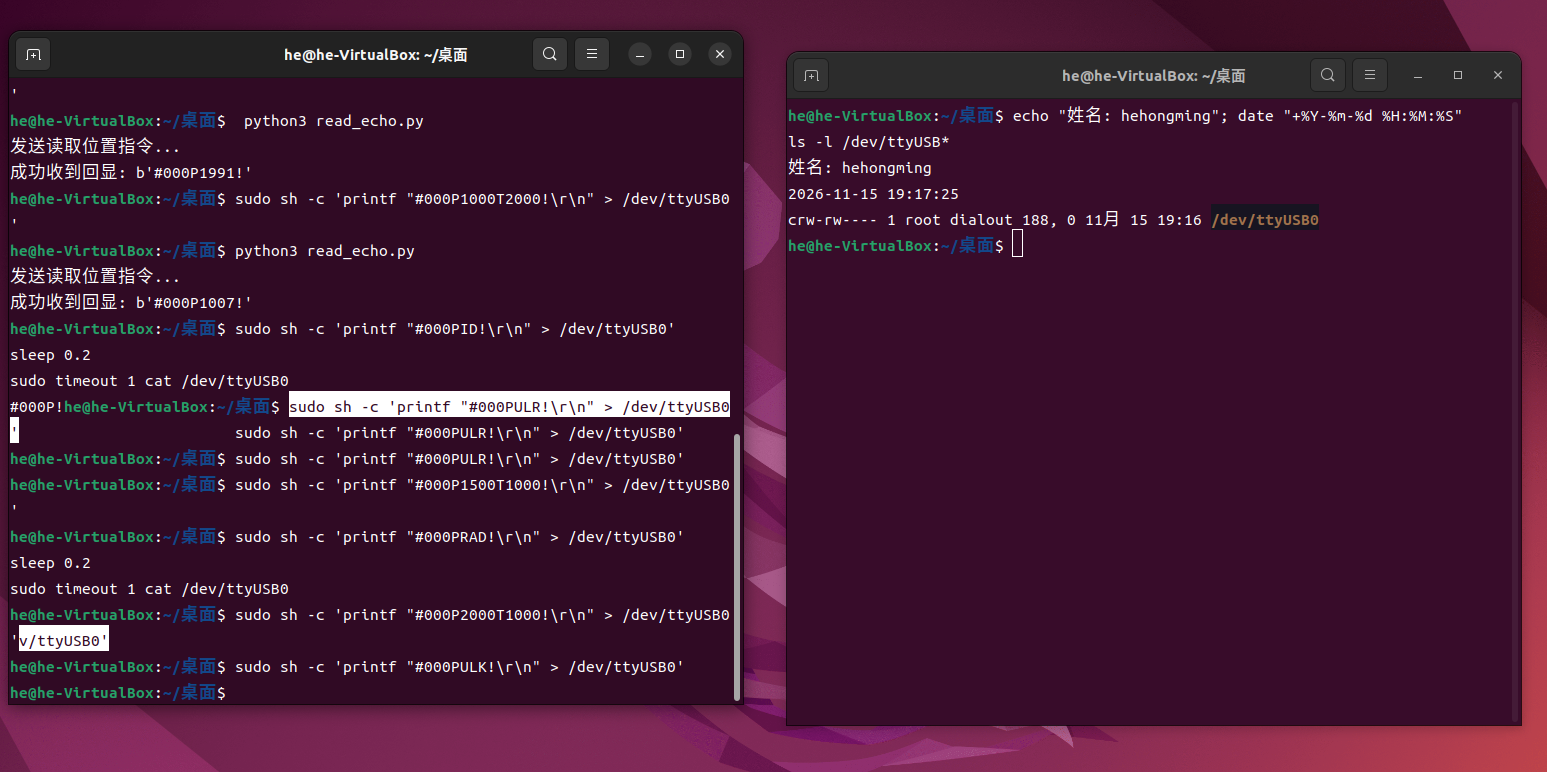 he@he-VirtualBox: ~/桌面
'
he@he-VirtualBox:~/桌面$  python3 read_echo.py
发送读取位置指令...
成功收到回显: b'#000P1991!'
he@he-VirtualBox:~/桌面$ sudo sh -c 'printf "#000P1000T2000!\r\n" > /dev/ttyUSB0
'
he@he-VirtualBox:~/桌面$ python3 read_echo.py
发送读取位置指令...
成功收到回显: b'#000P1007!'
he@he-VirtualBox:~/桌面$ sudo sh -c 'printf "#000PID!\r\n" > /dev/ttyUSB0'
sleep 0.2
sudo timeout 1 cat /dev/ttyUSB0
#000P!he@he-VirtualBox:~/桌面$ sudo sh -c 'printf "#000PULR!\r\n" > /dev/ttyUSB0
'                        sudo sh -c 'printf "#000PULR!\r\n" > /dev/ttyUSB0'
he@he-VirtualBox:~/桌面$ sudo sh -c 'printf "#000PULR!\r\n" > /dev/ttyUSB0'
he@he-VirtualBox:~/桌面$ sudo sh -c 'printf "#000P1500T1000!\r\n" > /dev/ttyUSB0
'
he@he-VirtualBox:~/桌面$ sudo sh -c 'printf "#000PRAD!\r\n" > /dev/ttyUSB0'
sleep 0.2
sudo timeout 1 cat /dev/ttyUSB0
he@he-VirtualBox:~/桌面$ sudo sh -c 'printf "#000P2000T1000!\r\n" > /dev/ttyUSB0
'v/ttyUSB0'
he@he-VirtualBox:~/桌面$ sudo sh -c 'printf "#000PULK!\r\n" > /dev/ttyUSB0'
he@he-VirtualBox:~/桌面$
he@he-VirtualBox: ~/桌面
he@he-VirtualBox:~/桌面$ echo "姓名: hehongming"; date "+%Y-%m-%d %H:%M:%S"
ls -l /dev/ttyUSB*
姓名: hehongming
2026-11-15 19:17:25
crw-rw---- 1 root dialout 188, 0 11月 15 19:16 /dev/ttyUSB0
he@he-VirtualBox:~/桌面$